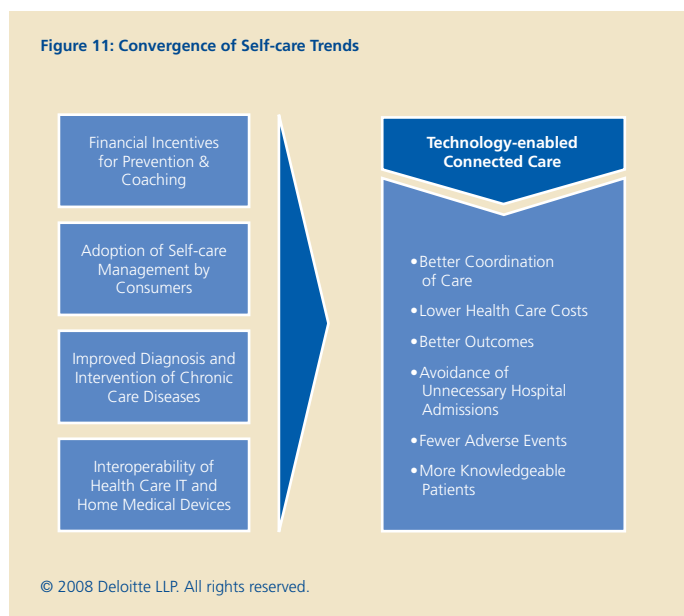 Figure 11: Convergence of Self-care Trends
Financial Incentives
for Prevention &
Coaching
Adoption of Self-care
Management by
Consumers
Improved Diagnosis and
Intervention of Chronic
Care Diseases
Interoperability of
Health Care IT and
Home Medical Devices
Technology-enabled
Connected Care
•Better Coordination
of Care
•Lower Health Care Costs
•Better Outcomes
•Avoidance of
Unnecessary Hospital
Admissions
•Fewer Adverse Events
•More Knowledgeable
Patients
© 2008 Deloitte LLP. All rights reserved.